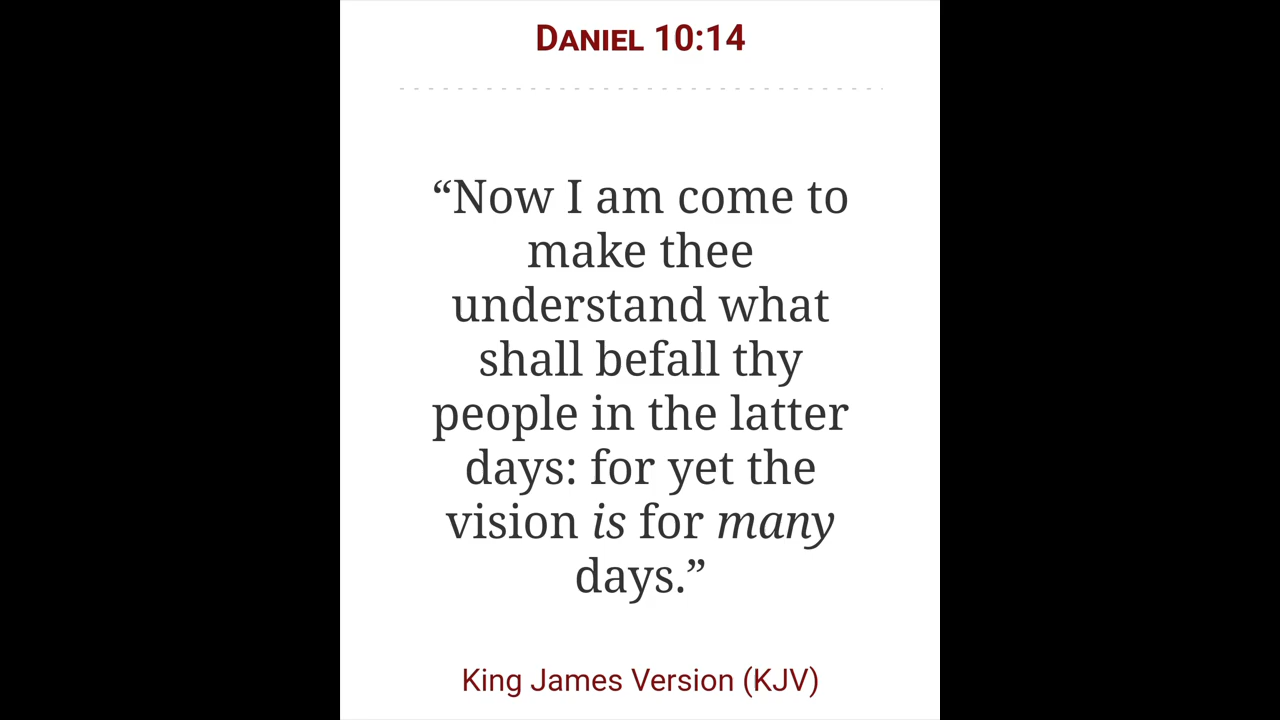 DANIEL 10:14
“Now I am come to
make thee
understand what
shall befall thy
people in the latter
days: for yet the
vision is for many
days.”
King James Version (KJV)